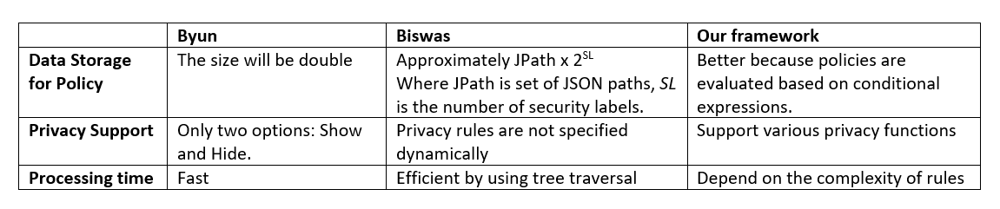 Byun Biswas Our framework
Data Storage for Policy
The size will be double
Approximately JPath x 2^SL
Where JPath is set of JSON paths, SL
is the number of security labels.
Better because policies are
evaluated based on conditional
expressions.
Privacy Support
Only two options: Show
and Hide.
Privacy rules are not specified
dynamically
Support various privacy functions
Processing time
Fast
Efficient by using tree traversal
Depend on the complexity of rules